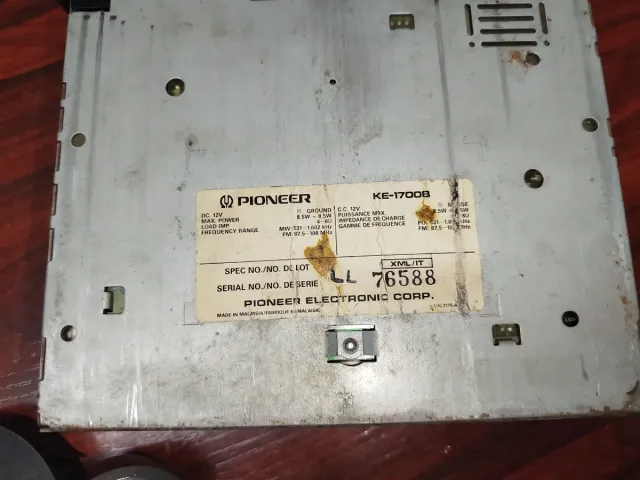 PIONEER KE-1700B
DC. 12V ⊖ GROUND
MAX. POWER 8.5W - 8.5W
LOAD IMP. 4-8Ω
FREQUENCY RANGE MW: 531-1,602 kHz
FM: 87.5-108 MHz
C.C. 12V
PUISSANCE MAX.
IMPEDANCE DE CHARGE
GAMME DE FREQUENCE
SPEC NO./NO. DE LOT XML/IT
SERIAL NO./NO. DE SERIE LL 76588
PIONEER ELECTRONIC CORP.
MADE IN MALAYSIA/FABRIQUE